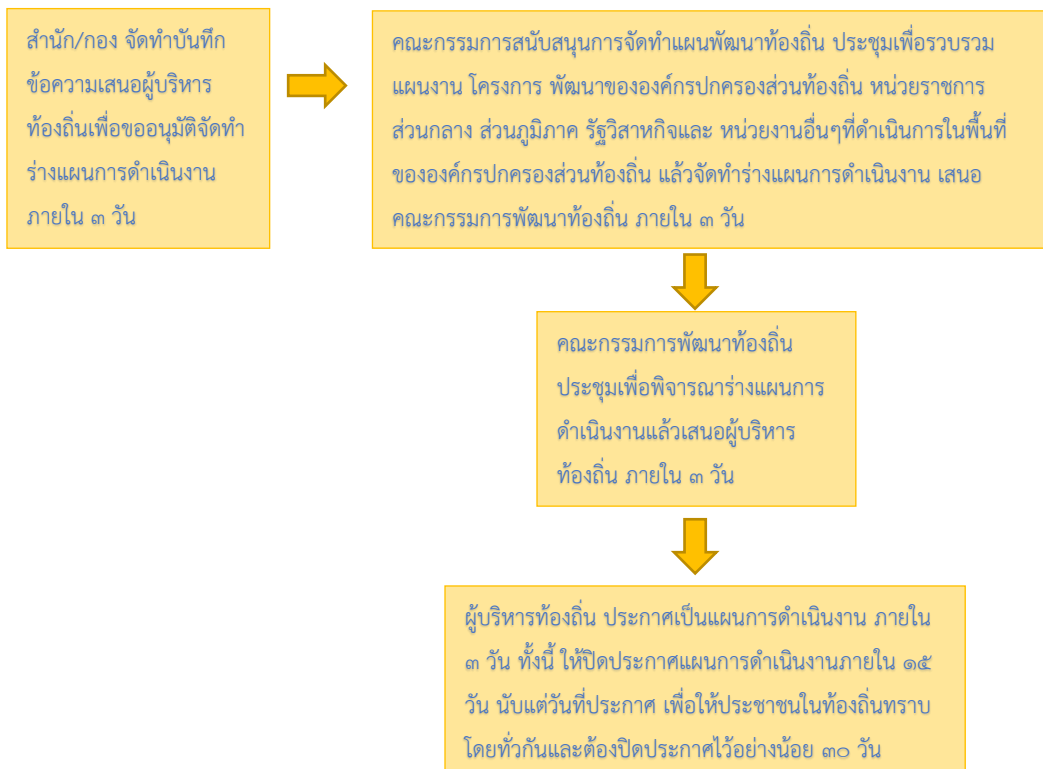 สำนัก/กอง จัดทำบันทึก
ข้อความเสนอผู้บริหาร
ท้องถิ่นเพื่อขออนุมัติจัดทำ
ร่างแผนการดำเนินงาน
ภายใน ๓ วัน
คณะกรรมการสนับสนุนการจัดทำแผนพัฒนาท้องถิ่น ประชุมเพื่อรวบรวม
แผนงาน โครงการ พัฒนาขององค์กรปกครองส่วนท้องถิ่น หน่วยราชการ
ส่วนกลาง ส่วนภูมิภาค รัฐวิสาหกิจและ หน่วยงานอื่นๆที่ดำเนินการในพื้นที่
ขององค์กรปกครองส่วนท้องถิ่น แล้วจัดทำร่างแผนการดำเนินงาน เสนอ
คณะกรรมการพัฒนาท้องถิ่น ภายใน ๓ วัน
คณะกรรมการพัฒนาท้องถิ่น
ประชุมเพื่อพิจารณาร่างแผนการ
ดำเนินงานแล้วเสนอผู้บริหาร
ท้องถิ่น ภายใน ๓ วัน
ผู้บริหารท้องถิ่น ประกาศเป็นแผนการดำเนินงาน ภายใน
๓ วัน ทั้งนี้ ให้ปิดประกาศแผนการดำเนินงานภายใน ๑๕
วัน นับแต่วันที่ประกาศ เพื่อให้ประชาชนในท้องถิ่นทราบ
โดยทั่วกันและต้องปิดประกาศไว้อย่างน้อย ๓๐ วัน